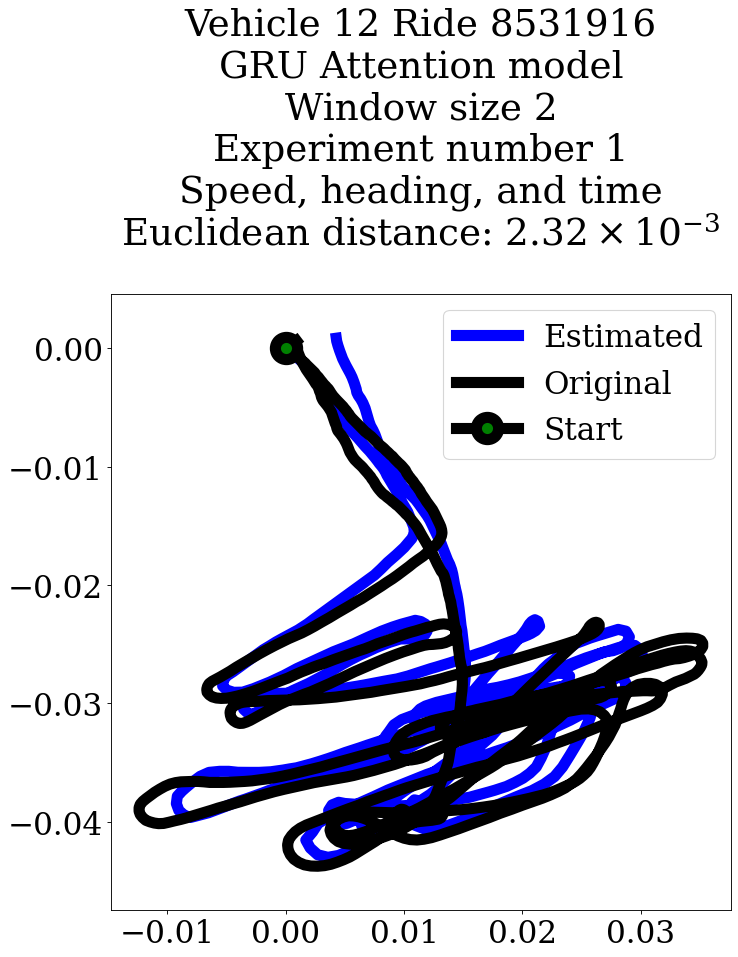 Vehicle 12 Ride 8531916
GRU Attention model
Window size 2
Experiment number 1
Speed, heading, and time
Euclidean distance: 2.32 × 10⁻³
Estimated
Original
Start
0.00
−0.01
−0.02
−0.03
−0.04
−0.01 0.00 0.01 0.02 0.03